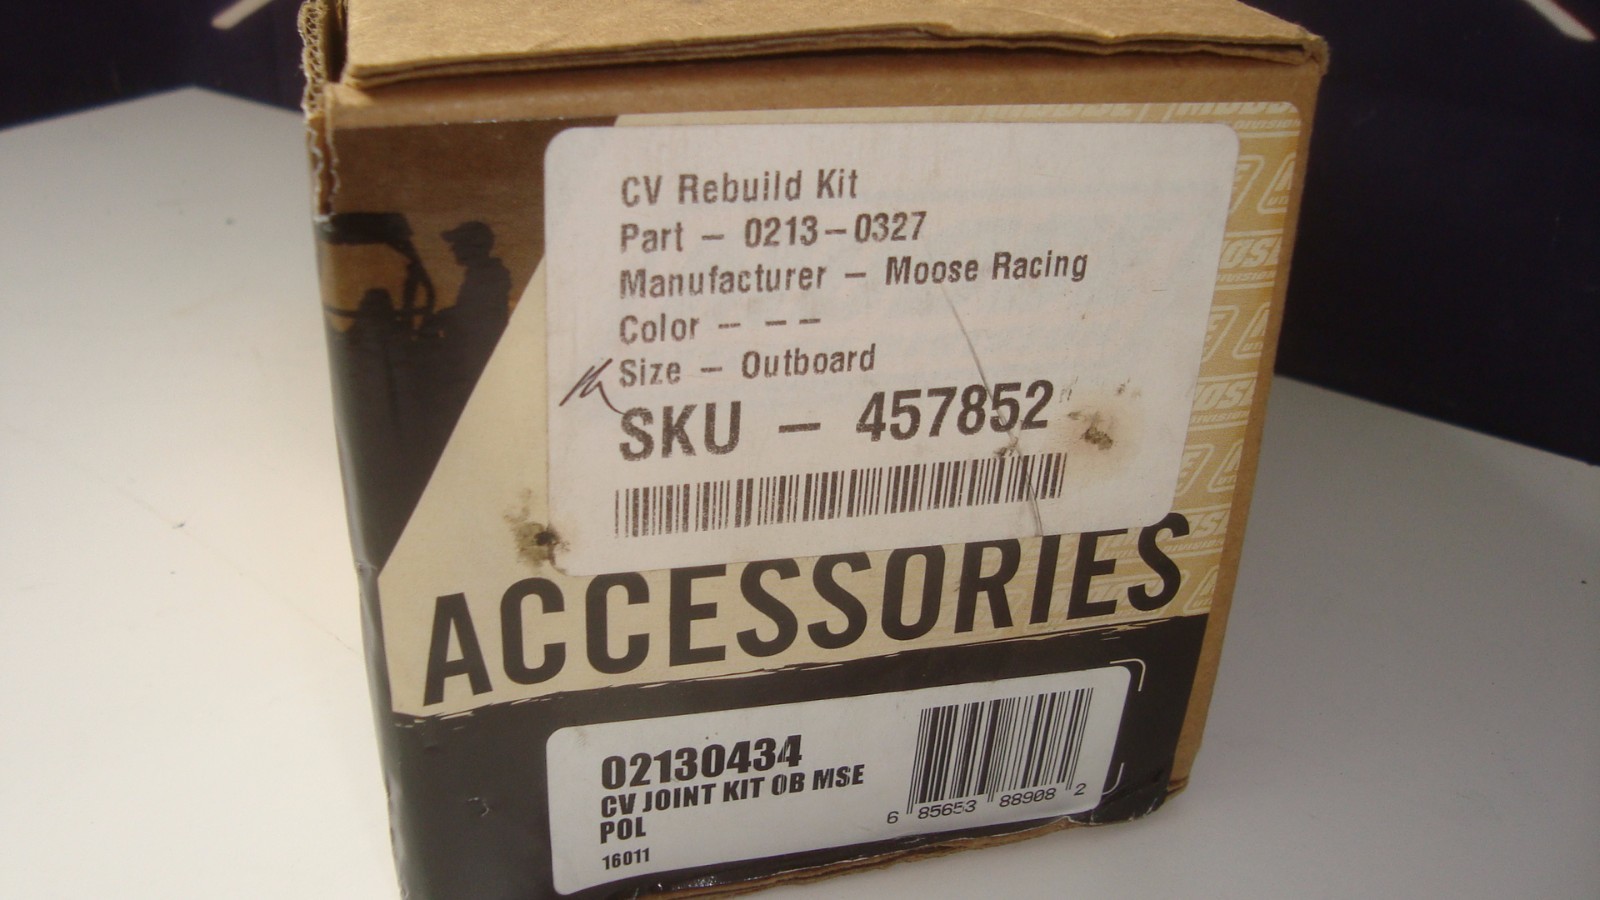 CV Rebuild Kit
Part - 0213-0327
Manufacturer - Moose Racing
Color -- --
Size - Outboard
SKU - 457852
ACCESSORIES
02130434
CV JOINT KIT OB MSE
POL
16011
6 85653 88908 2